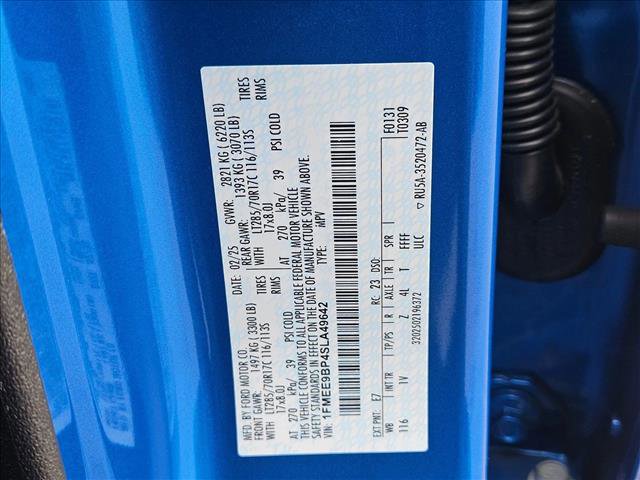 MFD. BY FORD MOTOR CO.
DATE: 02/25 GVWR: 2821 KG ( 6220 LB)
FRONT GAWR: 1497 KG (3300 LB) REAR GAWR: 1393 KG ( 3070 LB)
WITH LT285/70R17C 116/113S WITH LT285/70R17C 116/113S TIRES
17x8.0J RIMS 17x8.0J RIMS
AT 270 kPa/ 39 PSI COLD AT 270 kPa/ 39 PSI COLD
THIS VEHICLE CONFORMS TO ALL APPLICABLE FEDERAL MOTOR VEHICLE
SAFETY STANDARDS IN EFFECT ON THE DATE OF MANUFACTURE SHOWN ABOVE.
VIN: 1FMEE9BP4SLA49642
TYPE: MPV
F0131
T0309
EXT PNT: E7 RC: 23 DSO:
WB INT TR TP/PS R AXLE TR SPR
116 1V Z 4L T FFFF
3202502196372 ULC
▽ RU5A-3520472-AB